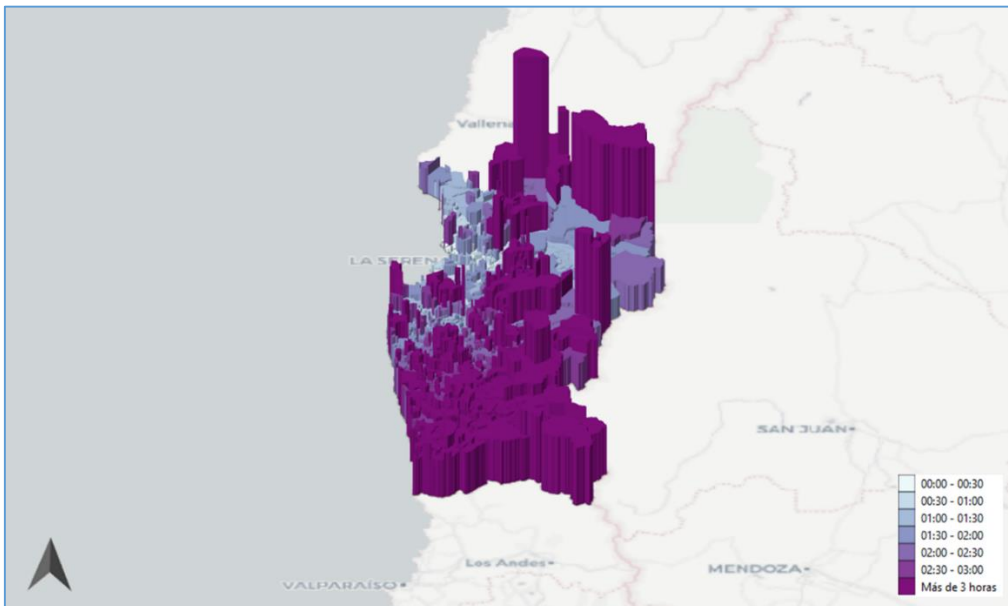 Vallena
LA SEREN
SAN JUAN
00:00 - 00:30
00:30 - 01:00
01:00 - 01:30
01:30 - 02:00
02:00 - 02:30
02:30 - 03:00
Más de 3 horas
Los Andes
MENDOZA
VALPARAÍSO